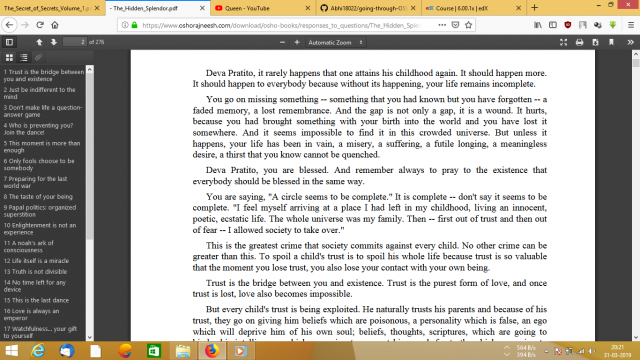 The_Secret_of_Secrets_Volume_1.p
- The_Hidden_Splendor.pdf
Queen - YouTube
Abhi18022/going-through-OS
Course | 6.00.1x | edX
https://www.oshorajneesh.com/download/osho-books/responses_to_questions/The_Hidden_Splendor
2 of 276
Automatic Zoom
1 Trust is the bridge between
you and existence
2 Just be indifferent to the
mind
3 Don't make life a question-
answer game
4 Who is preventing you?
Join the dance!
5 This moment is more
than enough
6 Only fools choose to be
somebody
7 Preparing for the last
world war
8 The taste of your being
9 Papal politics: organized
superstition
10 Enlightenment is not an
experience
11 A noah's ark of
consciousness
12 Life itself is a miracle
13 Truth is not divisible
14 No time left for any
device
15 This is the last dance
16 Love is always an
emperor
17 Watchfulness... your gift to
yourself
Deva Pratito, it rarely happens that one attains his childhood again. It should happen more.
It should happen to everybody because without its happening, your life remains incomplete.
You go on missing something -- something that you had known but you have forgotten -- a
faded memory, a lost remembrance. And the gap is not only a gap, it is a wound. It hurts,
because you had brought something with your birth into the world and you have lost it
somewhere. And it seems impossible to find it in this crowded universe. But unless it
happens, your life has been in vain, a misery, a suffering, a futile longing, a meaningless
desire, a thirst that you know cannot be quenched.
Deva Pratito, you are blessed. And remember always to pray to the existence that
everybody should be blessed in the same way.
You are saying, "A circle seems to be complete." It is complete -- don't say it seems to be
complete. "I feel myself arriving at a place I had left in my childhood, living an innocent,
poetic, ecstatic life. The whole universe was my family. Then -- first out of trust and then out
of fear -- I allowed society to take over."
This is the greatest crime that society commits against every child. No other crime can be
greater than this. To spoil a child's trust is to spoil his whole life because trust is so valuable
that the moment you lose trust, you also lose your contact with your own being.
Trust is the bridge between you and existence. Trust is the purest form of love, and once
trust is lost, love also becomes impossible.
But every child's trust is being exploited. He naturally trusts his parents and because of his
trust, they go on giving him beliefs which are poisonous, a personality which is false, an ego
which will deprive him of his own soul; beliefs, thoughts, scriptures, which are going to
20:21
31-03-2019